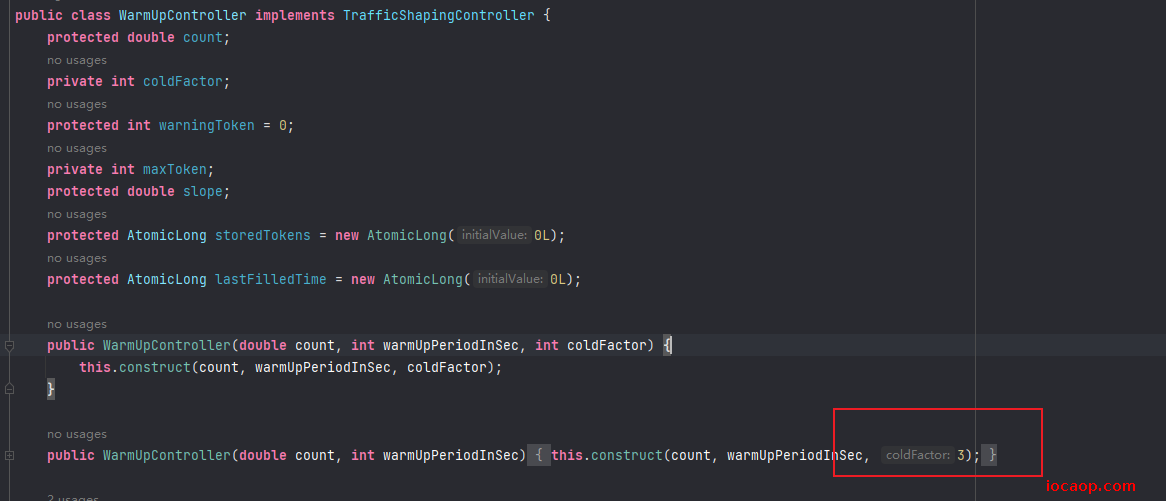 public class WarmUpController implements TrafficShapingController {
protected double count;
no usages
private int coldFactor;
no usages
protected int warningToken = 0;
no usages
private int maxToken;
protected double slope;
no usages
protected AtomicLong storedTokens = new AtomicLong( initialValue: 0L);
no usages
protected AtomicLong lastFilledTime = new AtomicLong( initialValue: 0L);
no usages
public WarmUpController(double count, int warmUpPeriodInSec, int coldFactor) {
this.construct(count, warmUpPeriodInSec, coldFactor);
}
no usages
public WarmUpController(double count, int warmUpPeriodInSec) { this.construct(count, warmUpPeriodInSec, coldFactor: 3); }
iocaop.com
2 usages